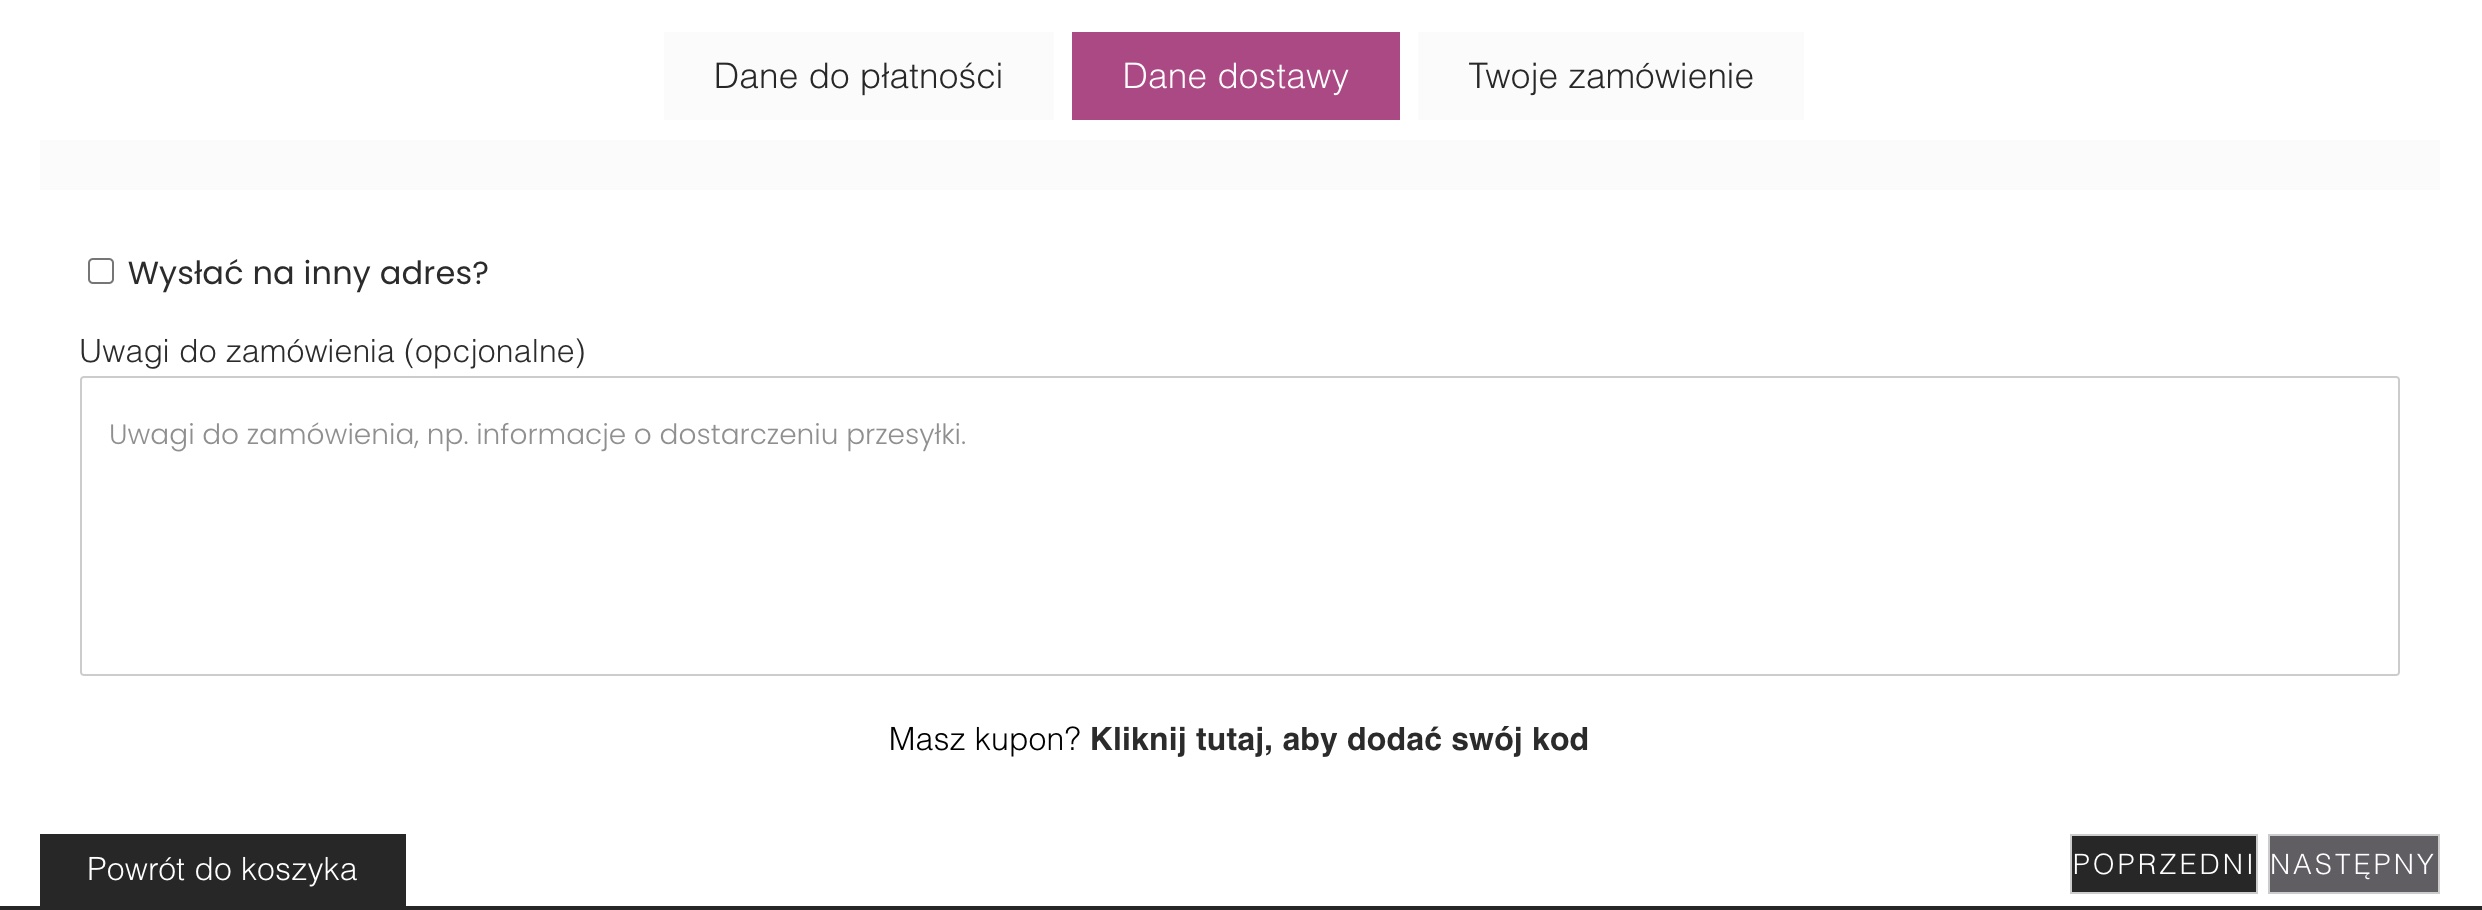 Dane do płatności
Dane dostawy
Twoje zamówienie
Wysłać na inny adres?
Uwagi do zamówienia (opcjonalne)
Uwagi do zamówienia, np. informacje o dostarczeniu przesyłki.
Masz kupon? Kliknij tutaj, aby dodać swój kod
Powrót do koszyka
POPRZEDNI
NASTĘPNY